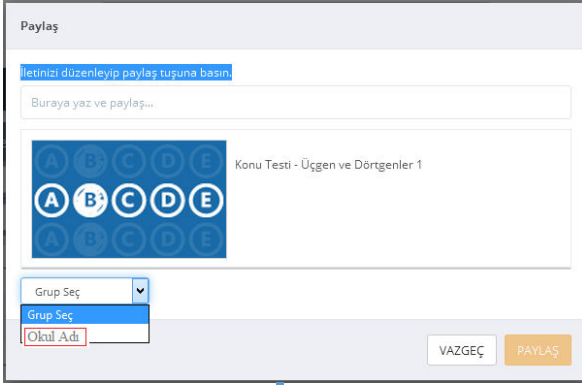 Paylaş
İletinizi düzenleyip paylaş tuşuna basın.
Buraya yaz ve paylaş...
A B C D E
Konu Testi - Üçgen ve Dörtgenler 1
A B C D E
A B C D E
Grup Seç
Grup Seç
Okul Adı
VAZGEÇ PAYLAŞ